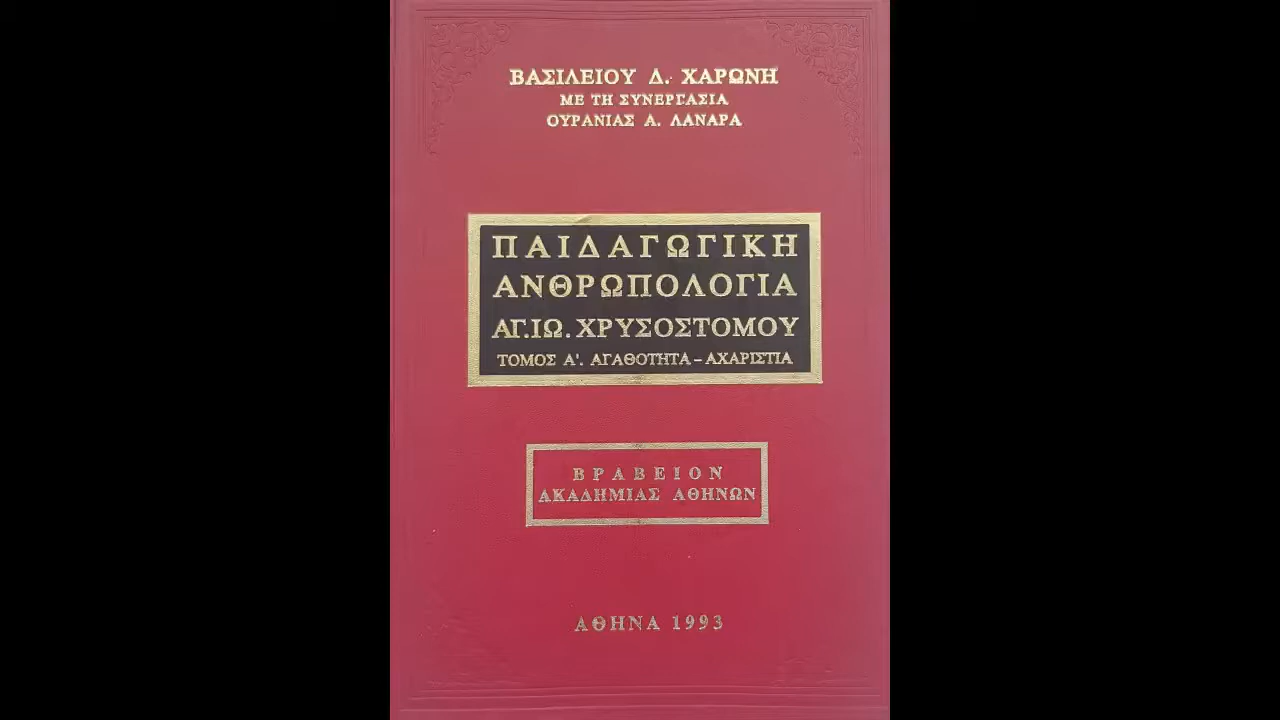 ΒΑΣΙΛΕΙΟΥ Δ. ΧΑΡΩΝΗ
ΜΕ ΤΗ ΣΥΝΕΡΓΑΣΙΑ
ΟΥΡΑΝΙΑΣ Α. ΛΑΝΑΡΑ
ΠΑΙΔΑΓΩΓΙΚΗ
ΑΝΘΡΩΠΟΛΟΓΙΑ
ΑΓ.ΙΩ. ΧΡΥΣΟΣΤΟΜΟΥ
ΤΟΜΟΣ Α'. ΑΓΑΘΟΤΗΤΑ – ΑΧΑΡΙΣΤΙΑ
ΒΡΑΒΕΙΟΝ
ΑΚΑΔΗΜΙΑΣ ΑΘΗΝΩΝ
ΑΘΗΝΑ 1993